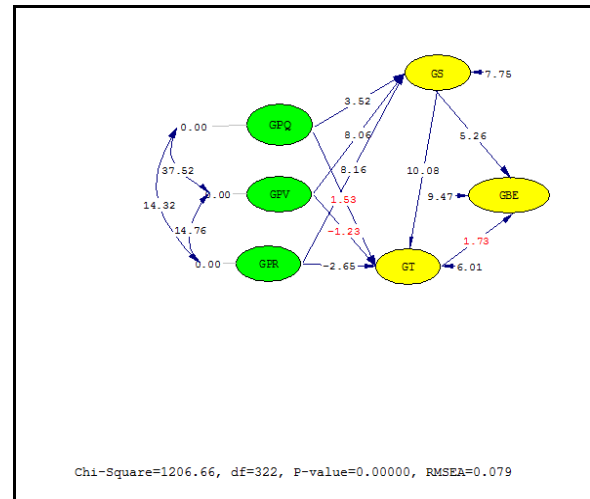 GS
7.75
3.52
0.00
GPQ
8.06
5.26
8.16
37.52
10.08
0.00
GPV
1.53
9.47
GBE
14.32
14.76
-1.23
1.73
0.00
GPR
-2.65
GT
6.01
Chi-Square=1206.66, df=322, P-value=0.00000, RMSEA=0.079